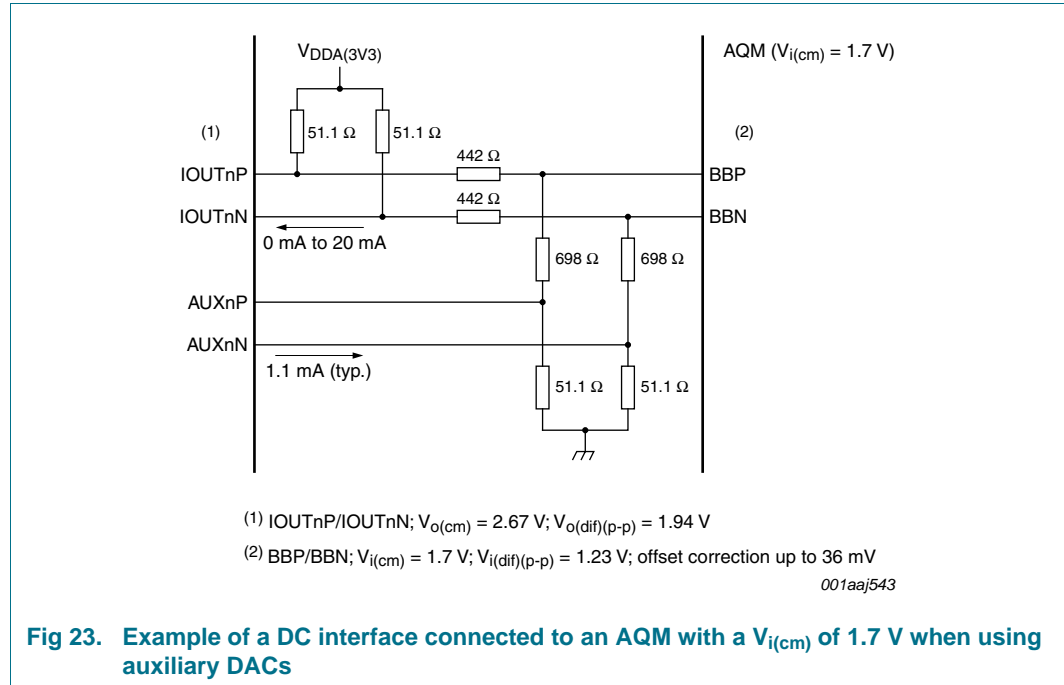 VDDA(3V3)
AQM (Vi(cm) = 1.7 V)
(1)
51.1 Ω
51.1 Ω
(2)
442 Ω
IOUTnP
BBP
442 Ω
IOUTnN
BBN
0 mA to 20 mA
698 Ω
698 Ω
AUXnP
AUXnN
1.1 mA (typ.)
51.1 Ω
51.1 Ω
(1) IOUTnP/IOUTnN; Vo(cm) = 2.67 V; Vo(dif)(p-p) = 1.94 V
(2) BBP/BBN; Vi(cm) = 1.7 V; Vi(dif)(p-p) = 1.23 V; offset correction up to 36 mV
001aaj543
Fig 23. Example of a DC interface connected to an AQM with a Vi(cm) of 1.7 V when using
auxiliary DACs